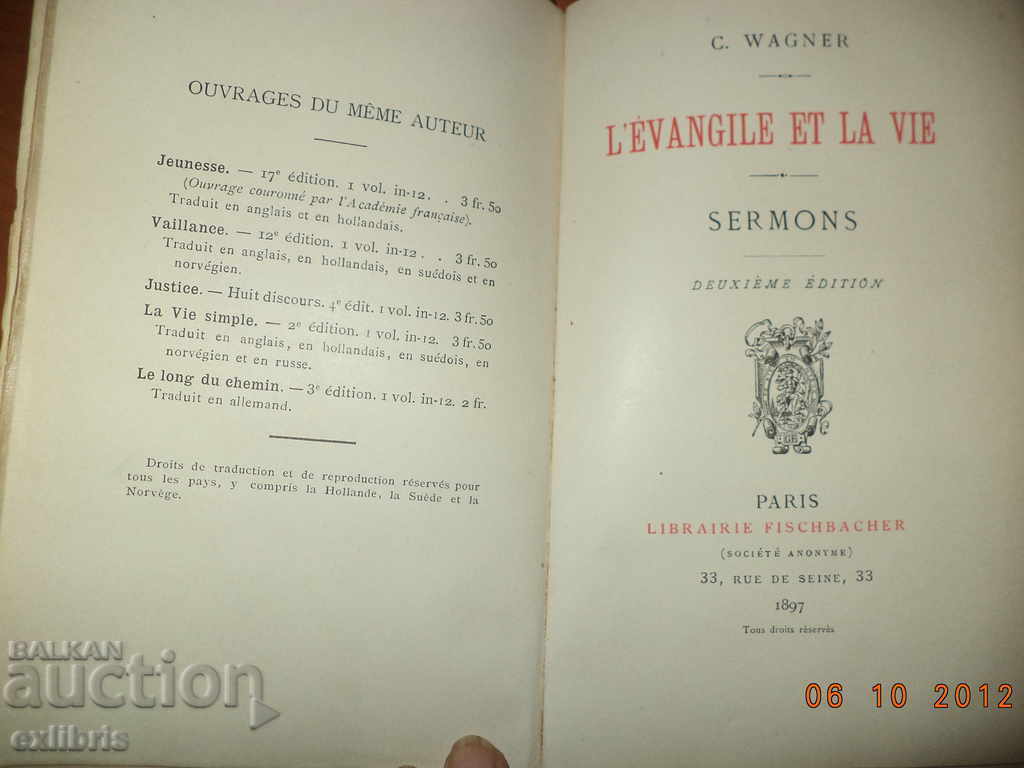 OUVRAGES DU MÊME AUTEUR
Jeunesse. — 17e édition. 1 vol. in-12. . 3 fr. 50
(Ouvrage couronné par l'Académie française).
Traduit en anglais et en hollandais.
Vaillance. — 12e édition. 1 vol. in-12 . . 3 fr. 50
Traduit en anglais, en hollandais, en suédois et en
norvégien.
Justice. — Huit discours. 4e édit. 1 vol. in-12. 3 fr. 50
La Vie simple. — 2e édition. 1 vol. in-12. 3 fr. 50
Traduit en anglais, en hollandais, en suédois, en
norvégien et en russe.
Le long du chemin. — 3e édition. 1 vol. in-12. 2 fr.
Traduit en allemand.
Droits de traduction et de reproduction réservés pour
tous les pays, y compris la Hollande, la Suède et la
Norvège.
C. WAGNER
L'ÉVANGILE ET LA VIE
SERMONS
DEUXIÈME ÉDITION
PARIS
LIBRAIRIE FISCHBACHER
(SOCIÉTÉ ANONYME)
33, RUE DE SEINE, 33
1897
Tous droits réservés
BALKAN
auction
exlibris
06 10 2012